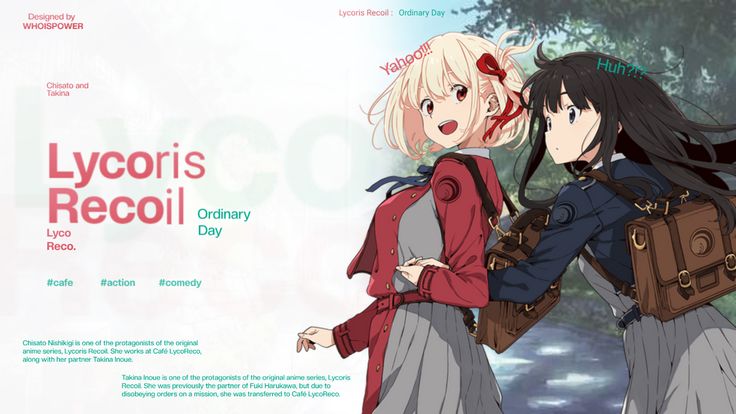 Designed by
WHOISPOWER
Lycoris Recoil : Ordinary Day
Yahoo!!!
Huh?!?
Chisato and
Takina
Lyco
Lycoris
Recoil
Ordinary
Day
Lyco
Reco.
#cafe #action #comedy
Chisato Nishikigi is one of the protagonists of the original
anime series, Lycoris Recoil. She works at Café LycoReco,
along with her partner Takina Inoue.
Takina Inoue is one of the protagonists of the original anime series, Lycoris
Recoil. She was previously the partner of Fuki Harukawa, but due to
disobeying orders on a mission, she was transferred to Café LycoReco.